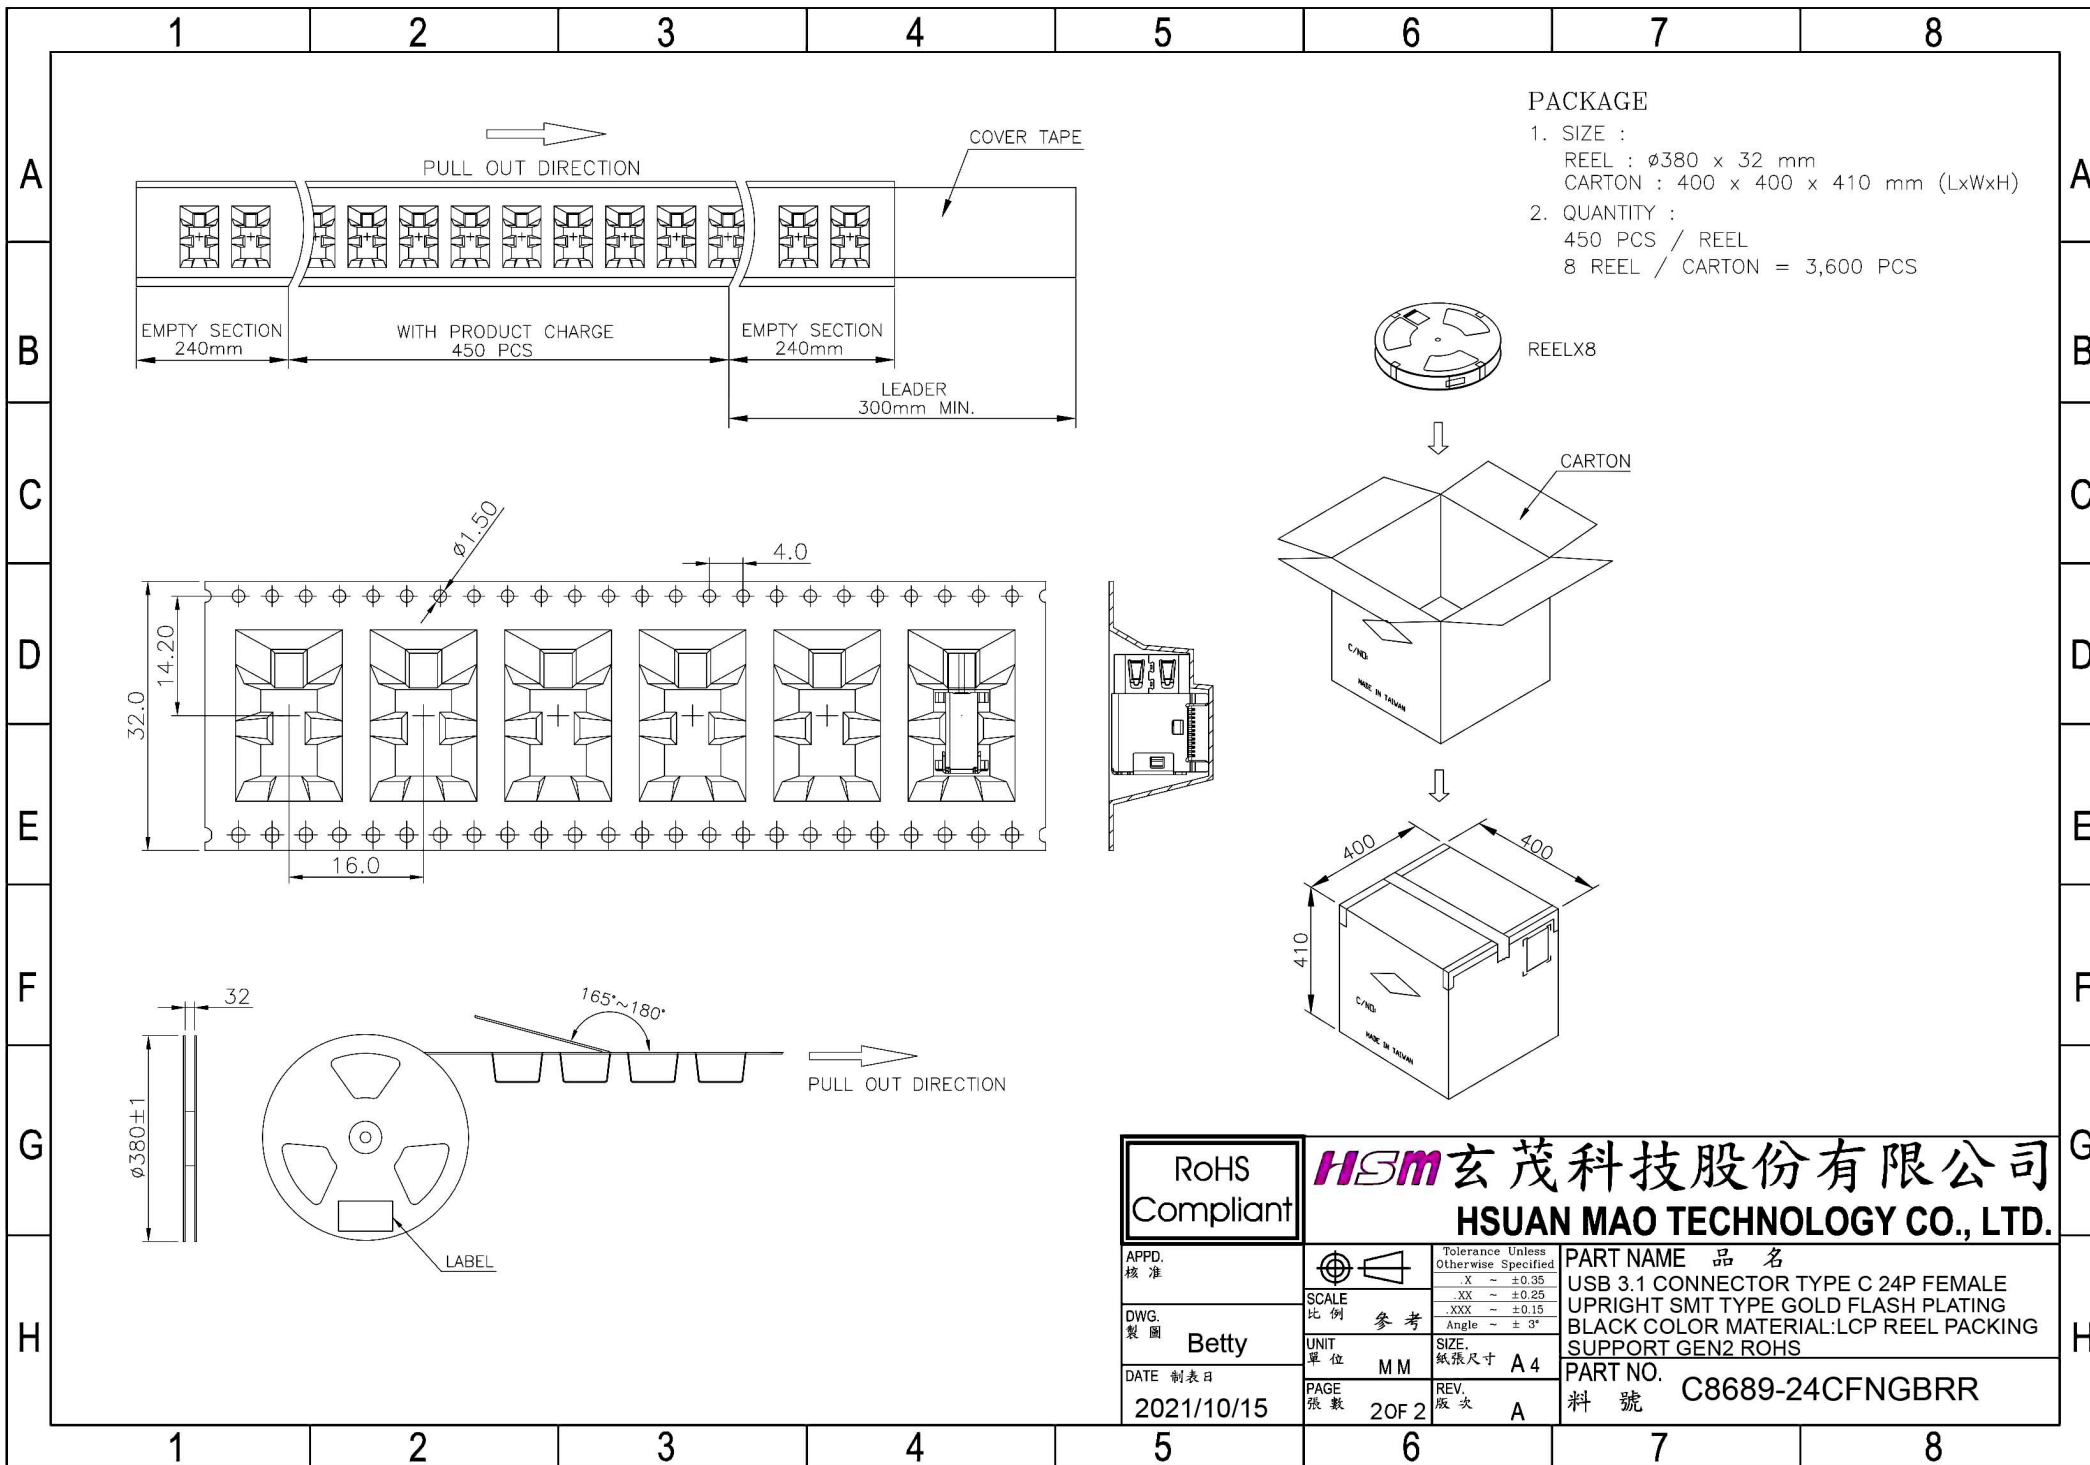 1 2 3 4 5 6 7 8
A
B
C
D
E
F
G
H
A
B
C
D
E
F
G
H
PULL OUT DIRECTION
COVER TAPE
EMPTY SECTION
240mm
WITH PRODUCT CHARGE
450 PCS
EMPTY SECTION
240mm
LEADER
300mm MIN.
PACKAGE
1. SIZE :
REEL : ø380 x 32 mm
CARTON : 400 x 400 x 410 mm (LxWxH)
2. QUANTITY :
450 PCS / REEL
8 REEL / CARTON = 3,600 PCS
REELX8
CARTON
C/NO:
MADE IN TAIWAN
ø1.50
4.0
14.20
32.0
16.0
400
400
410
C/NO:
MADE IN TAIWAN
32
ø380±1
165°~180°
PULL OUT DIRECTION
LABEL
RoHS
Compliant
HSM 玄茂科技股份有限公司
HSUAN MAO TECHNOLOGY CO., LTD.
APPD.
核 准
DWG.
製 圖
Betty
DATE 制表日
2021/10/15
SCALE
比 例
參 考
UNIT
單 位
MM
PAGE
張 數
2OF 2
Tolerance Unless
Otherwise Specified
.X ~ ±0.35
.XX ~ ±0.25
.XXX ~ ±0.15
Angle ~ ± 3°
SIZE.
紙張尺寸
A 4
REV.
版 次
A
PART NAME 品 名
USB 3.1 CONNECTOR TYPE C 24P FEMALE
UPRIGHT SMT TYPE GOLD FLASH PLATING
BLACK COLOR MATERIAL:LCP REEL PACKING
SUPPORT GEN2 ROHS
PART NO.
料 號
C8689-24CFNGBRR
1 2 3 4 5 6 7 8